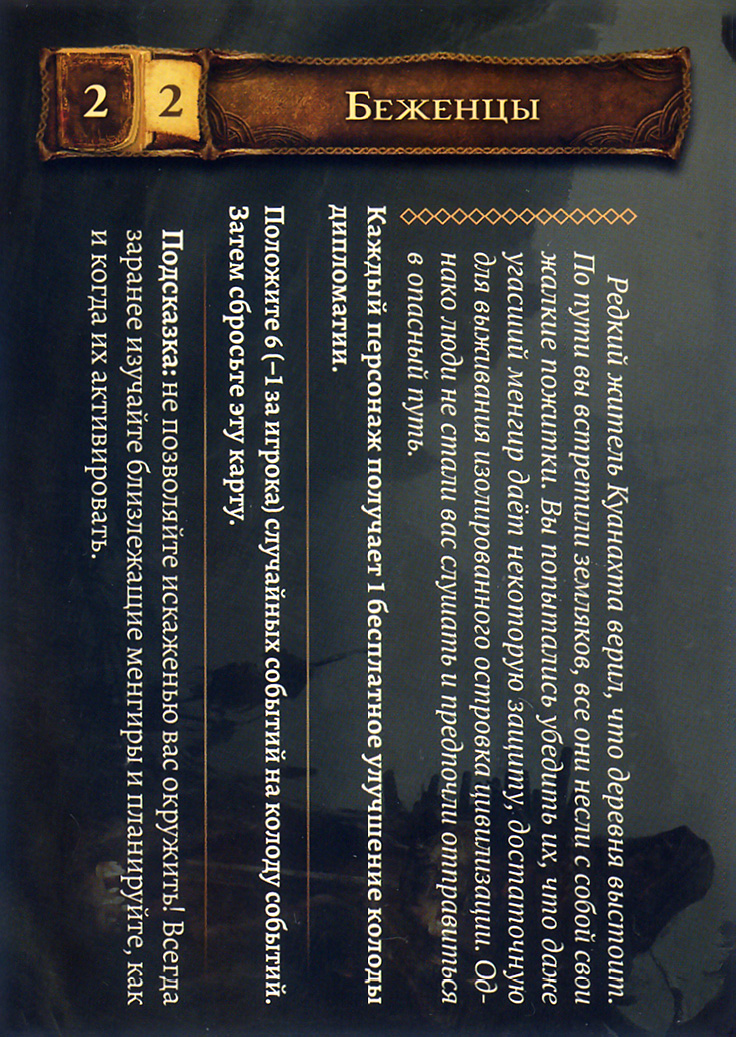 2
2
Беженцы
Редкий житель Куанахта верил, что деревня выстоит.
По пути вы встретили земляков, все они несли с собой свои
жалкие пожитки. Вы попытались убедить их, что даже
угасший менгир даёт некоторую защиту, достаточную
для выживания изолированного островка цивилизации. Од-
нако люди не стали вас слушать и предпочли отправиться
в опасный путь.
Каждый персонаж получает 1 бесплатное улучшение колоды
дипломатии.
Положите 6 (–1 за игрока) случайных событий на колоду событий.
Затем сбросьте эту карту.
Подсказка: не позволяйте искаженью вас окружить! Всегда
заранее изучайте близлежащие менгиры и планируйте, как
и когда их активировать.